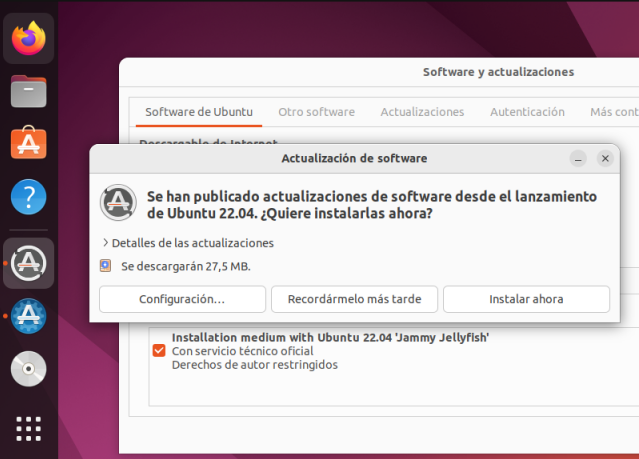 Software y actualizaciones
Software de Ubuntu
Otro software
Actualizaciones
Autenticación
Descargable de Internet
Actualización de software
Se han publicado actualizaciones de software desde el lanzamiento
de Ubuntu 22.04. ¿Quiere instalarlas ahora?
Detalles de las actualizaciones
Se descargarán 27,5 MB.
Configuración...
Recordármelo más tarde
Instalar ahora
Installation medium with Ubuntu 22.04 'Jammy Jellyfish'
Con servicio técnico oficial
Derechos de autor restringidos